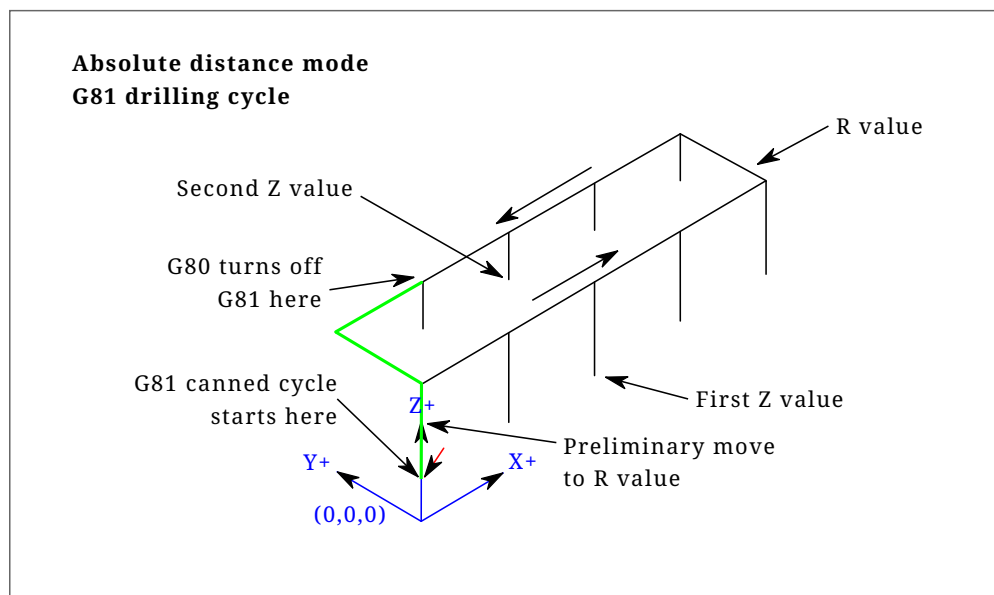 Absolute distance mode
G81 drilling cycle
R value
Second Z value
G80 turns off
G81 here
G81 canned cycle
starts here
Z+
First Z value
Preliminary move
to R value
Y+
X+
(0,0,0)